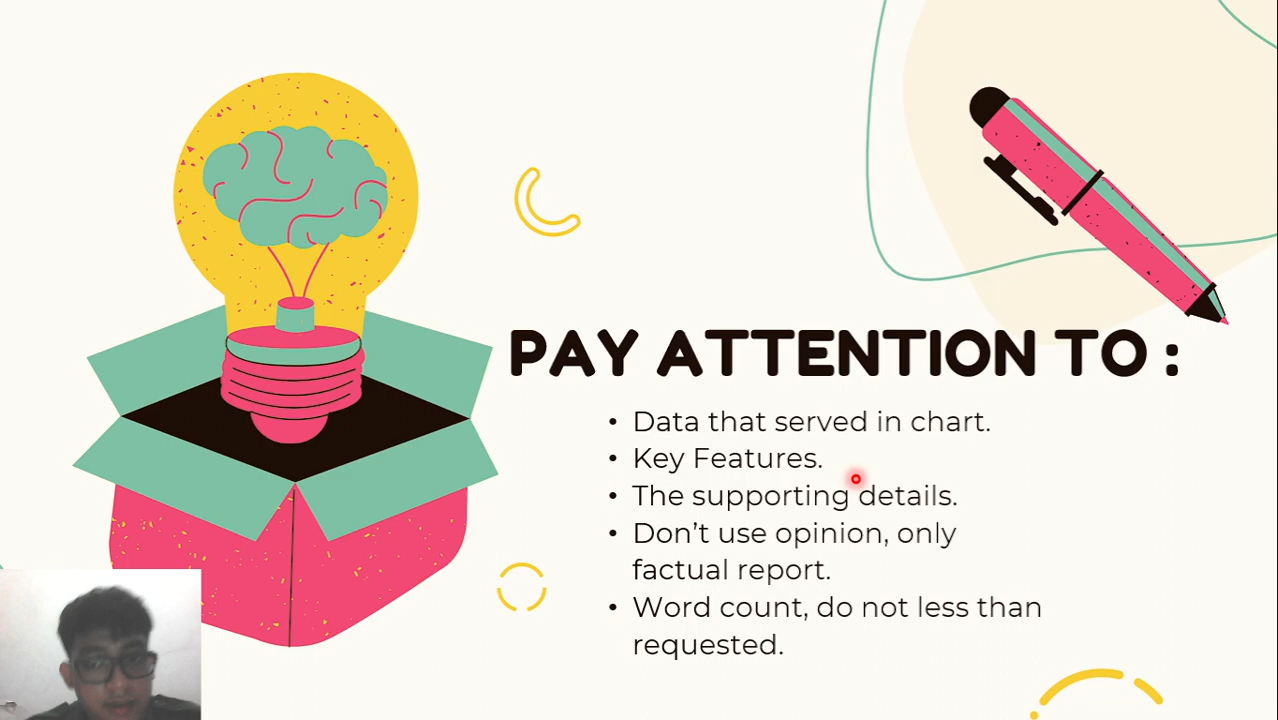 PAY ATTENTION TO :
• Data that served in chart.
• Key Features.
• The supporting details.
• Don’t use opinion, only
factual report.
• Word count, do not less than
requested.